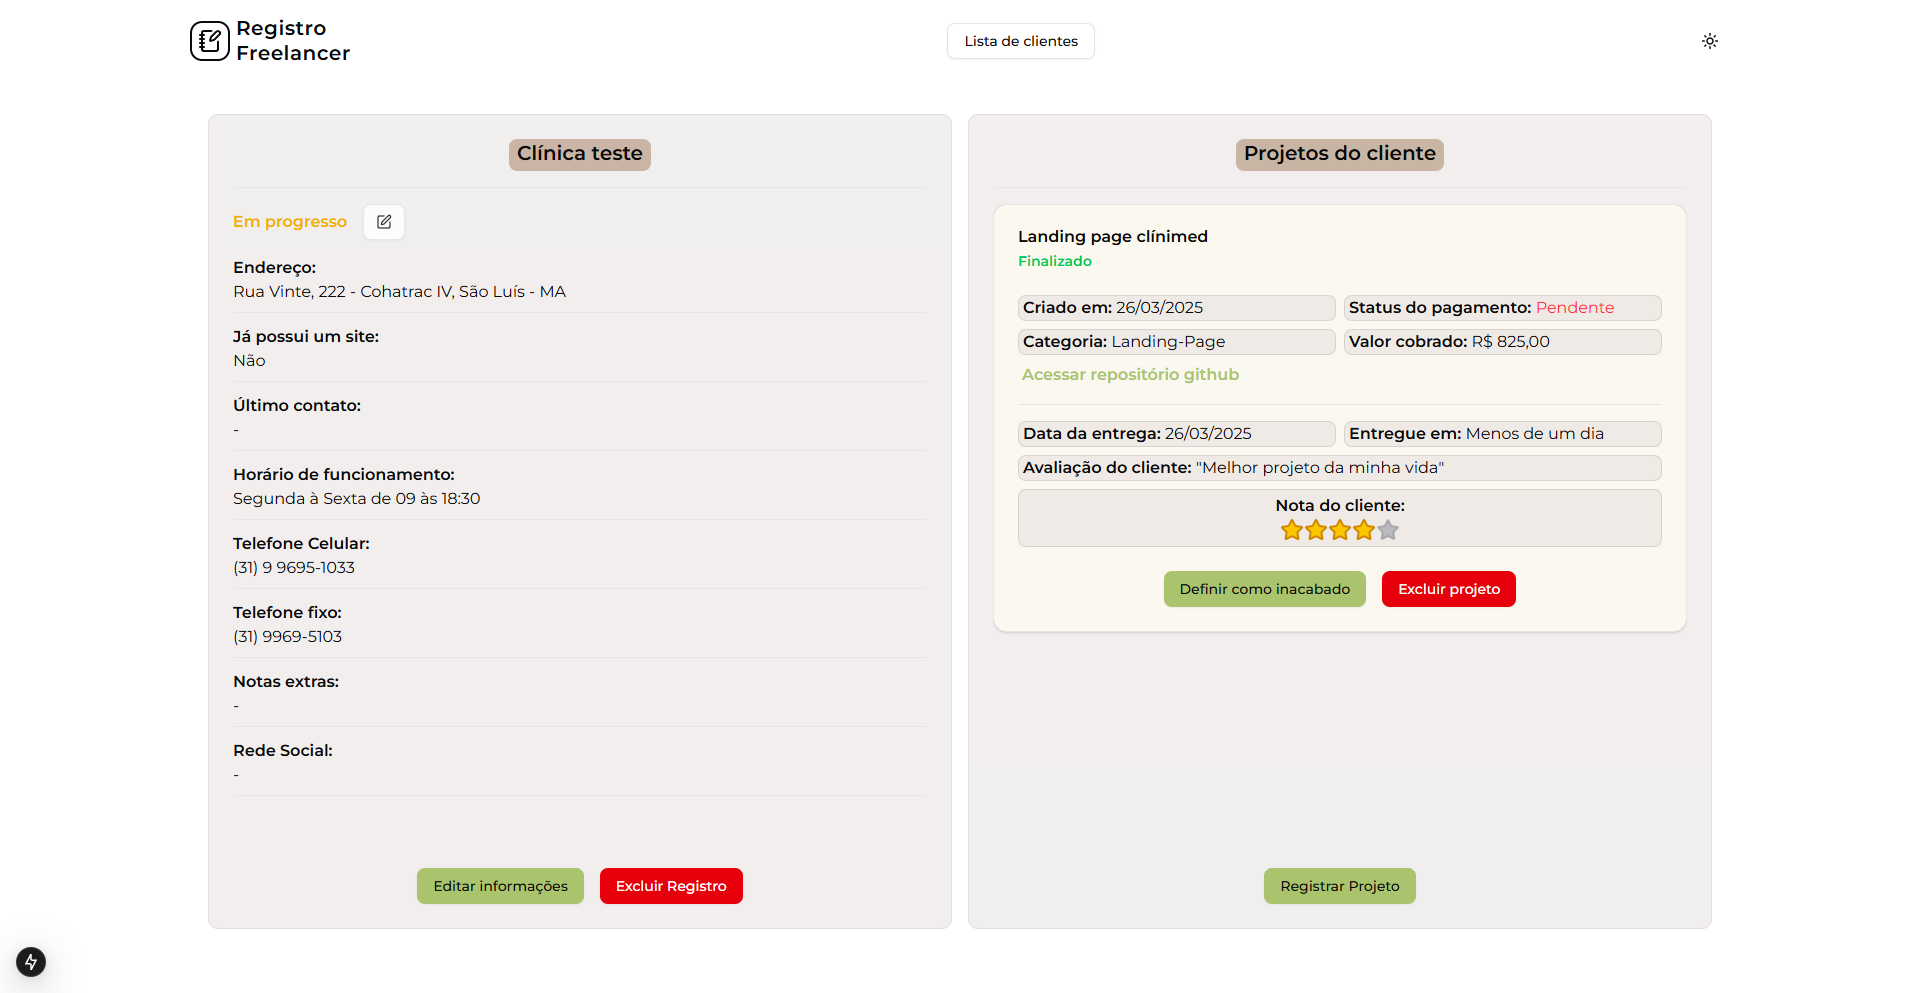 Registro
Freelancer
Lista de clientes
Clínica teste
Em progresso
Endereço:
Rua Vinte, 222 - Cohatrac IV, São Luís - MA
Já possui um site:
Não
Último contato:
-
Horário de funcionamento:
Segunda à Sexta de 09 às 18:30
Telefone Celular:
(31) 9 9695-1033
Telefone fixo:
(31) 9969-5103
Notas extras:
-
Rede Social:
-
Editar informações
Excluir Registro
Projetos do cliente
Landing page clínimed
Finalizado
Criado em: 26/03/2025
Status do pagamento: Pendente
Categoria: Landing-Page
Valor cobrado: R$ 825,00
Acessar repositório github
Data da entrega: 26/03/2025
Entregue em: Menos de um dia
Avaliação do cliente: "Melhor projeto da minha vida"
Nota do cliente:
Definir como inacabado
Excluir projeto
Registrar Projeto